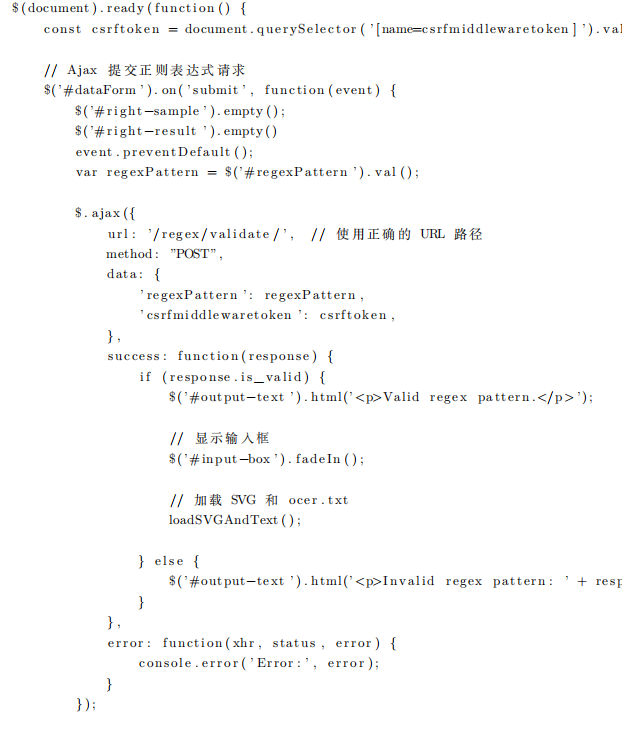 $(document).ready(function() {
const csrftoken = document.querySelector('[name=csrfmiddlewaretoken]').val
// Ajax 提交正则表达式请求
$('#dataForm').on('submit', function(event) {
$('#right-sample').empty();
$('#right-result').empty()
event.preventDefault();
var regexPattern = $('#regexPattern').val();
$.ajax({
url: '/regex/validate/', // 使用正确的 URL 路径
method: "POST",
data: {
'regexPattern': regexPattern,
'csrfmiddlewaretoken': csrftoken,
},
success: function(response) {
if (response.is_valid) {
$('#output-text').html('<p>Valid regex pattern.</p>');
// 显示输入框
$('#input-box').fadeIn();
// 加载 SVG 和 ocer.txt
loadSVGAndText();
} else {
$('#output-text').html('<p>Invalid regex pattern: ' + resp
}
},
error: function(xhr, status, error) {
console.error('Error:', error);
}
});